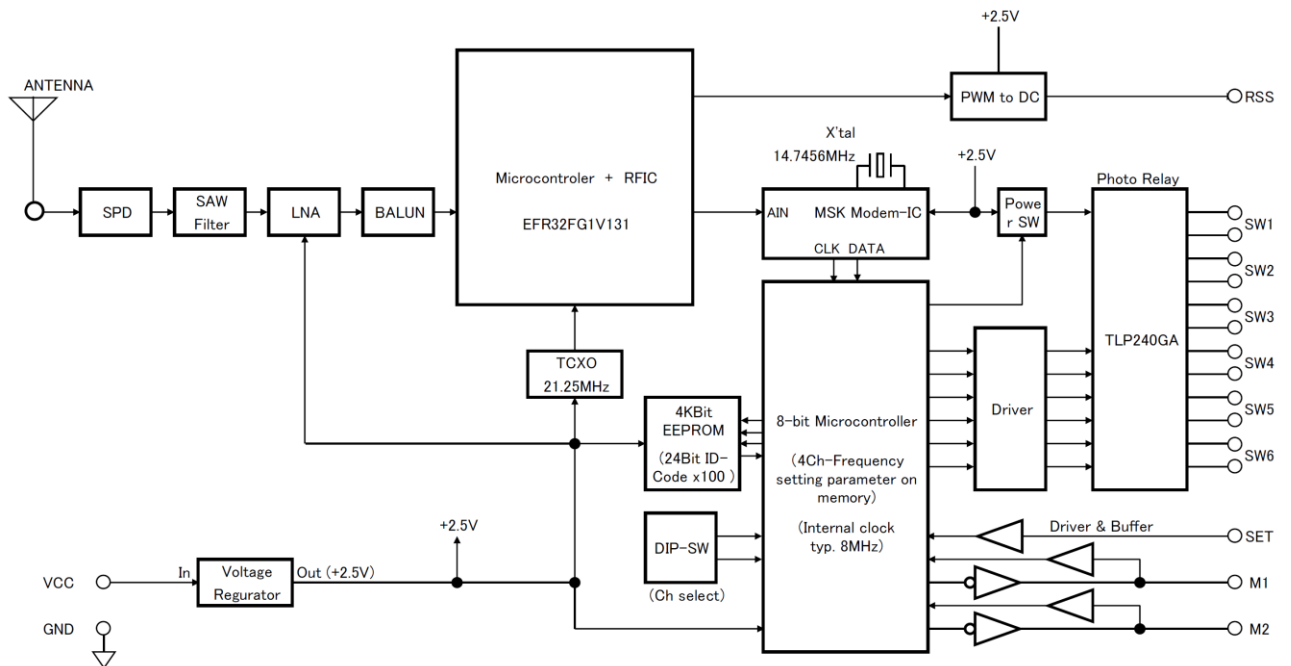 +2.5V
ANTENNA
PWM to DC
RSS
X'tal
14.7456MHz
+2.5V
Microcontroler + RFIC
EFR32FG1V131
Photo Relay
SPD
SAW
Filter
LNA
BALUN
AIN
MSK Modem-IC
Powe
r SW
CLK DATA
SW1
SW2
SW3
TLP240GA
SW4
SW5
SW6
TCXO
21.25MHz
4KBit
EEPROM
(24Bit ID-
Code x100 )
8-bit Microcontroller
(4Ch-Frequency
setting parameter on
memory)
(Internal clock
typ. 8MHz)
Driver
+2.5V
DIP-SW
(Ch select)
Driver & Buffer
SET
VCC
In
Voltage
Regurator
Out (+2.5V)
M1
GND
M2